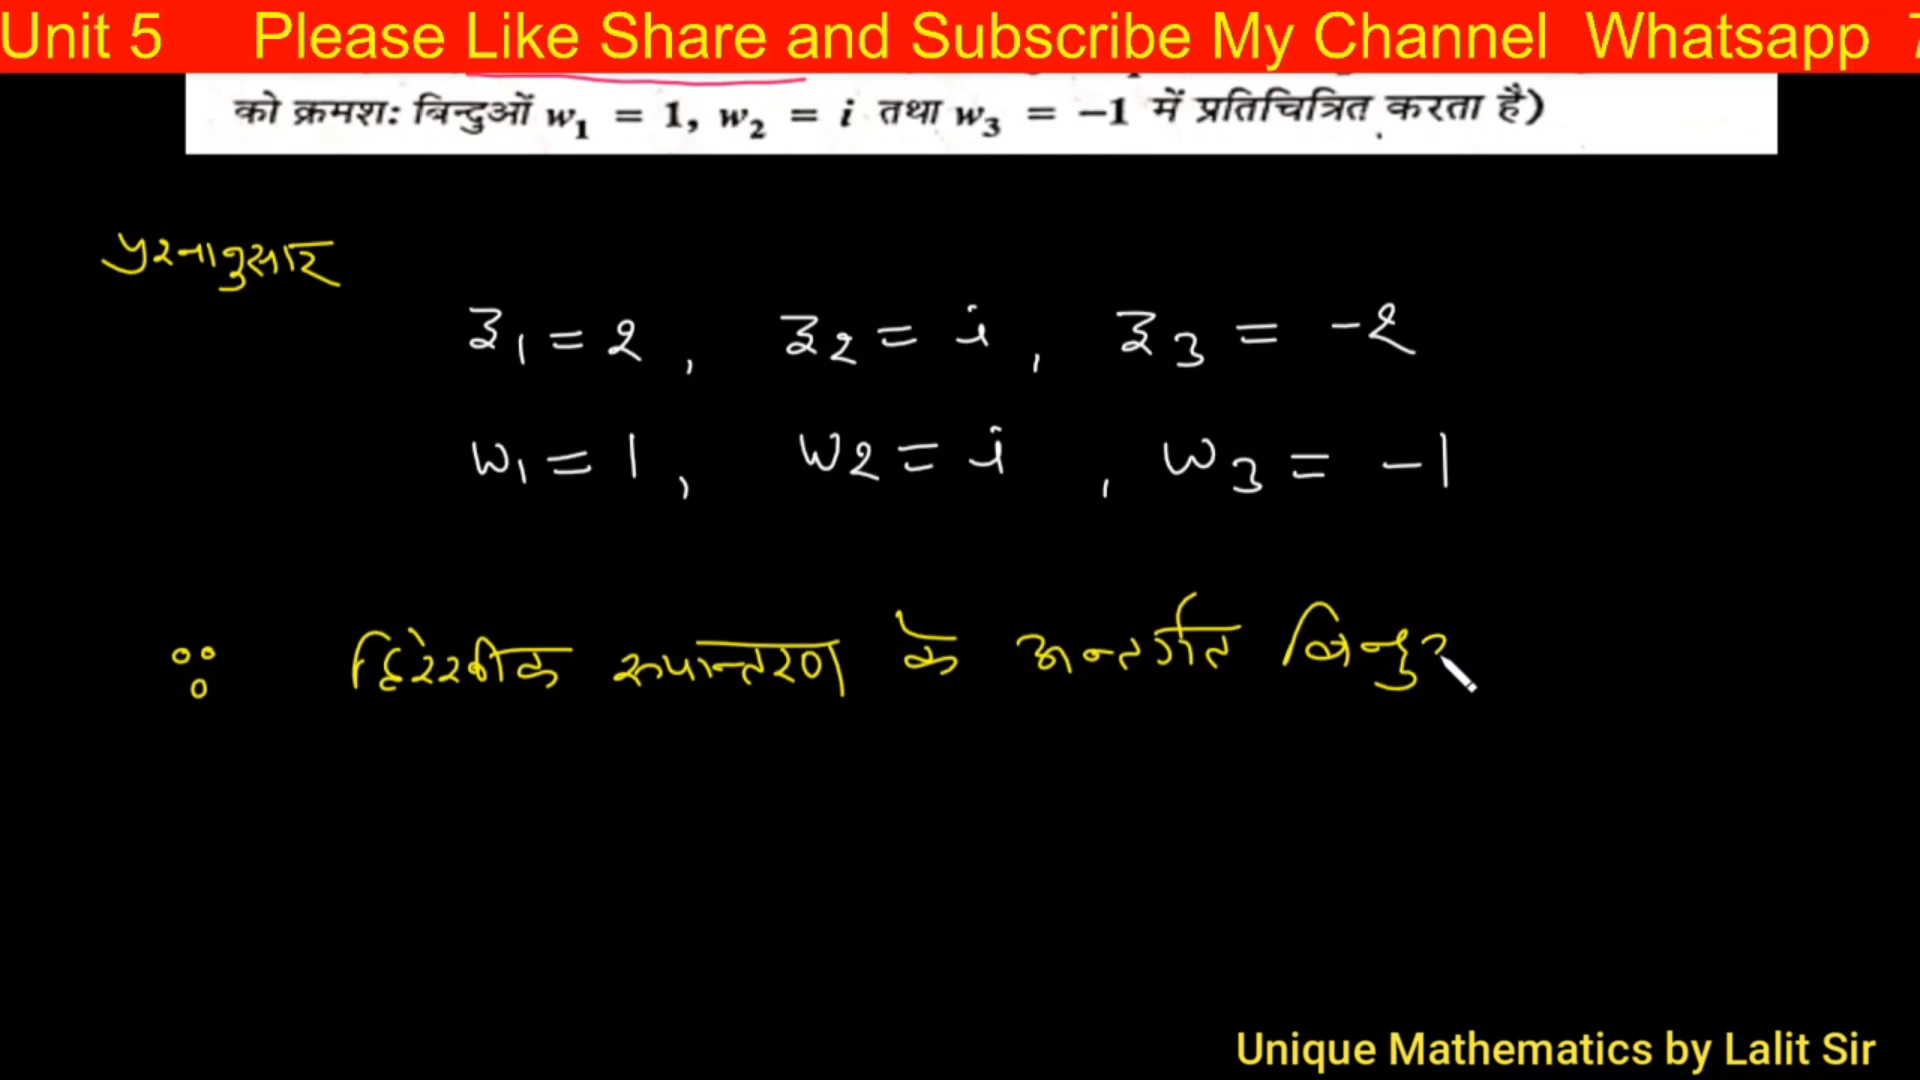 Unit 5 Please Like Share and Subscribe My Channel Whatsapp
को क्रमश: बिन्दुओं w₁ = 1, w₂ = i तथा w₃ = −1 में प्रतिचित्रित करता है)
प्रश्नानुसार
z₁ = 2, z₂ = i, z₃ = -2
w₁ = 1, w₂ = i, w₃ = -1
∵ द्विरेखीक रूपान्तरण के अन्तर्गत
Unique Mathematics by Lalit Sir